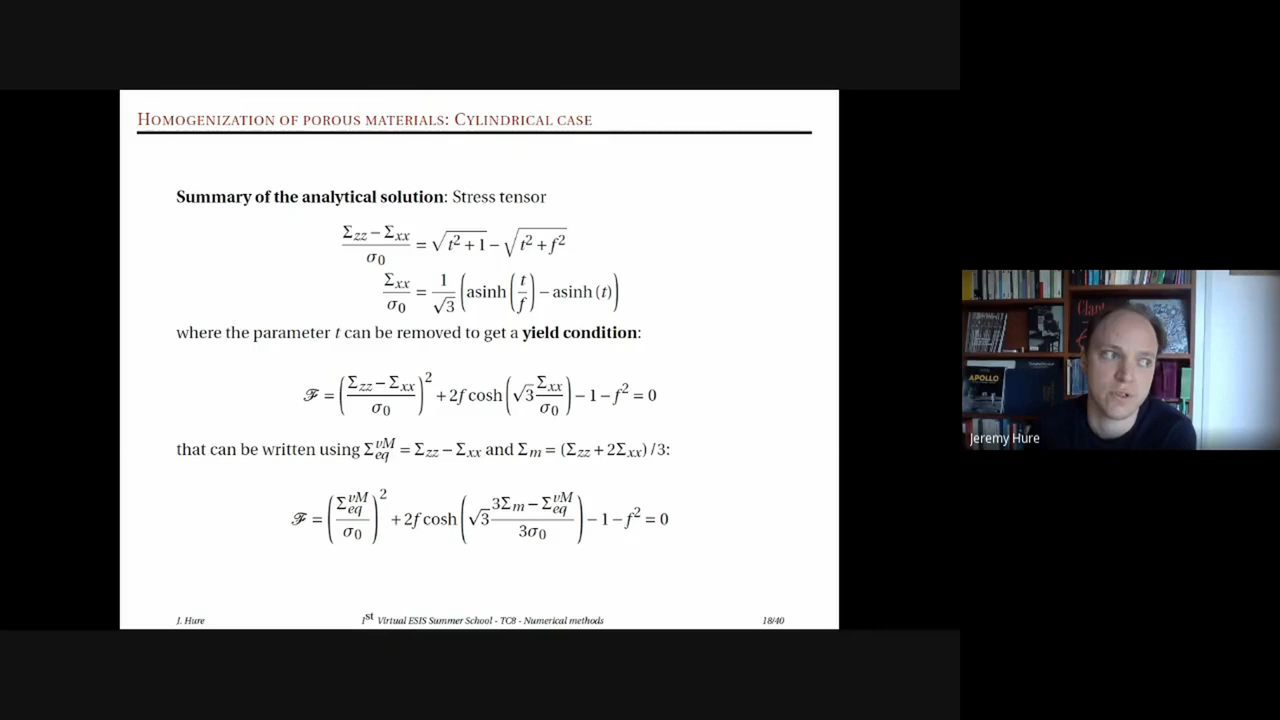 HOMOGENIZATION OF POROUS MATERIALS: CYLINDRICAL CASE
Summary of the analytical solution: Stress tensor
(Σzz − Σxx)/σ0 = √(t² + 1) − √(t² + f²)
Σxx/σ0 = 1/√3 (asinh(t/f) − asinh(t))
where the parameter t can be removed to get a yield condition:
ℱ = ((Σzz − Σxx)/σ0)² + 2f cosh(√3 Σxx/σ0) − 1 − f² = 0
that can be written using Σeq^vM = Σzz − Σxx and Σm = (Σzz + 2Σxx)/3:
ℱ = (Σeq^vM/σ0)² + 2f cosh(√3 (3Σm − Σeq^vM)/(3σ0)) − 1 − f² = 0
J. Hure 1st Virtual ESIS Summer School - TC8 - Numerical methods 18/40
APOLLO
Jeremy Hure